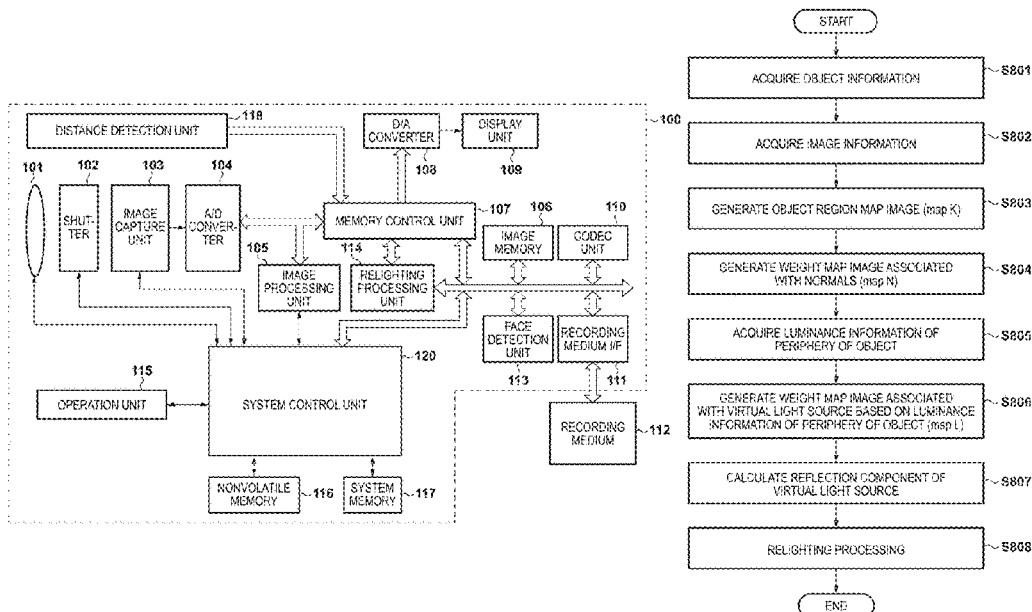 118
DISTANCE DETECTION UNIT
D/A
CONVERTER
108
DISPLAY
UNIT
109
100
101
102
SHUT-
TER
103
IMAGE
CAPTURE
UNIT
104
A/D
CONVER-
TER
MEMORY CONTROL UNIT
107
106
IMAGE
MEMORY
110
CODEC
UNIT
105
IMAGE
PROCESSING
UNIT
114
RELIGHTING
PROCESSING
UNIT
FACE
DETECTION
UNIT
113
RECORDING
MEDIUM I/F
111
120
SYSTEM CONTROL UNIT
115
OPERATION UNIT
RECORDING
MEDIUM
112
NONVOLATILE
MEMORY
116
SYSTEM
MEMORY
117
START
ACQUIRE OBJECT INFORMATION
S801
ACQUIRE IMAGE INFORMATION
S802
GENERATE OBJECT REGION MAP IMAGE (map K)
S803
GENERATE WEIGHT MAP IMAGE ASSOCIATED
WITH NORMALS (map N)
S804
ACQUIRE LUMINANCE INFORMATION OF
PERIPHERY OF OBJECT
S805
GENERATE WEIGHT MAP IMAGE ASSOCIATED
WITH VIRTUAL LIGHT SOURCE BASED ON LUMINANCE
INFORMATION OF PERIPHERY OF OBJECT (map L)
S806
CALCULATE REFLECTION COMPONENT OF
VIRTUAL LIGHT SOURCE
S807
RELIGHTING PROCESSING
S808
END